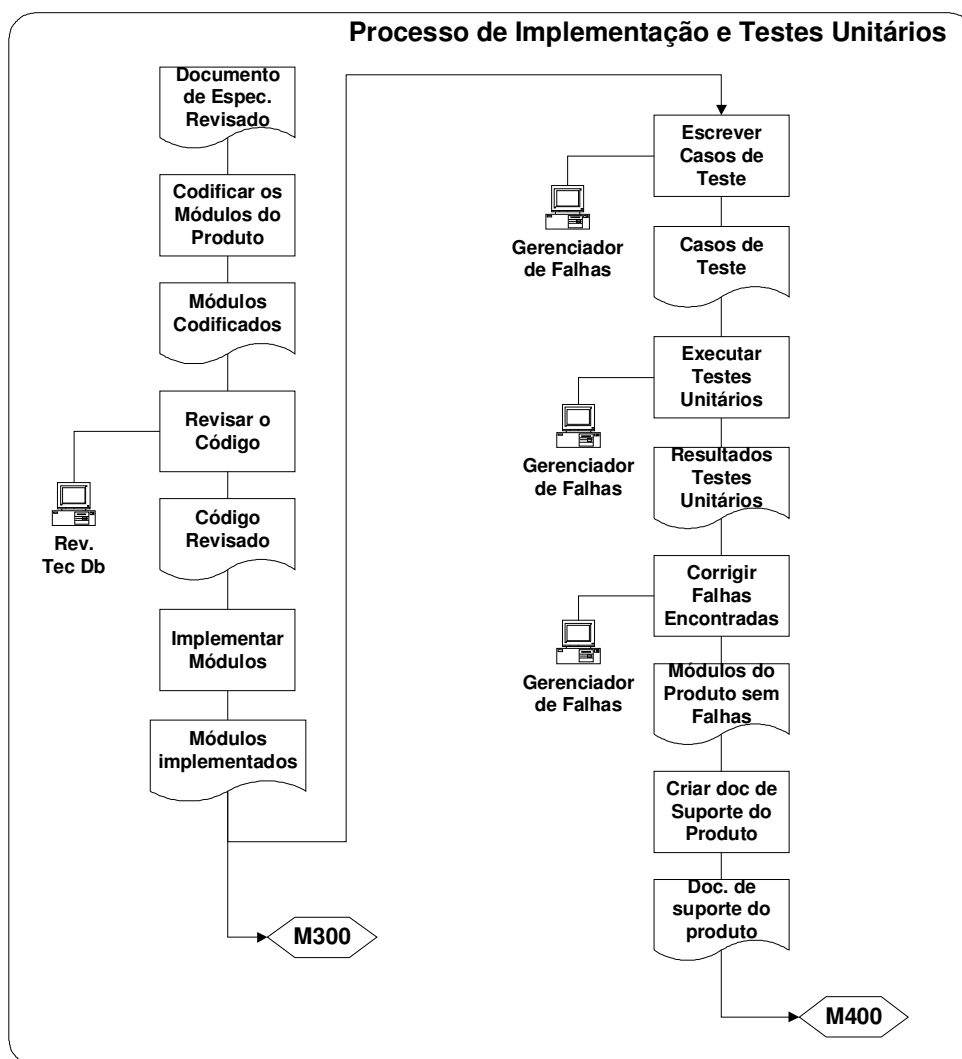 Processo de Implementação e Testes Unitários
Documento
de Espec.
Revisado
Codificar os
Módulos do
Produto
Módulos
Codificados
Revisar o
Código
Rev.
Tec Db
Código
Revisado
Implementar
Módulos
Módulos
implementados
M300
Escrever
Casos de
Teste
Gerenciador
de Falhas
Casos de
Teste
Executar
Testes
Unitários
Gerenciador
de Falhas
Resultados
Testes
Unitários
Corrigir
Falhas
Encontradas
Gerenciador
de Falhas
Módulos do
Produto sem
Falhas
Criar doc de
Suporte do
Produto
Doc. de
suporte do
produto
M400